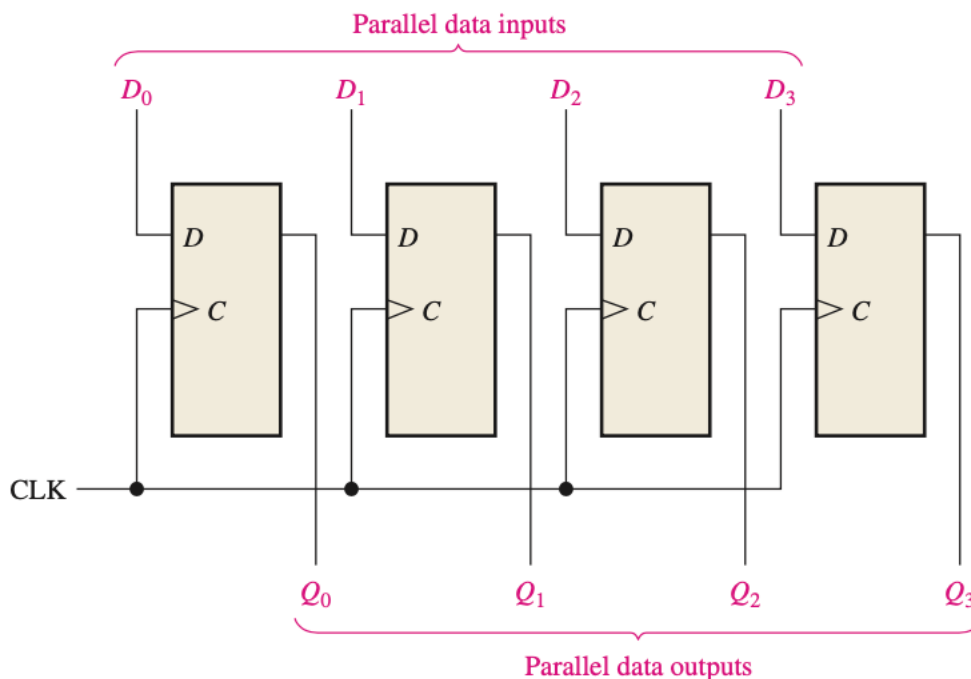 Parallel data inputs
D₀ D₁ D₂ D₃
D D D D
C C C C
CLK
Q₀ Q₁ Q₂ Q₃
Parallel data outputs